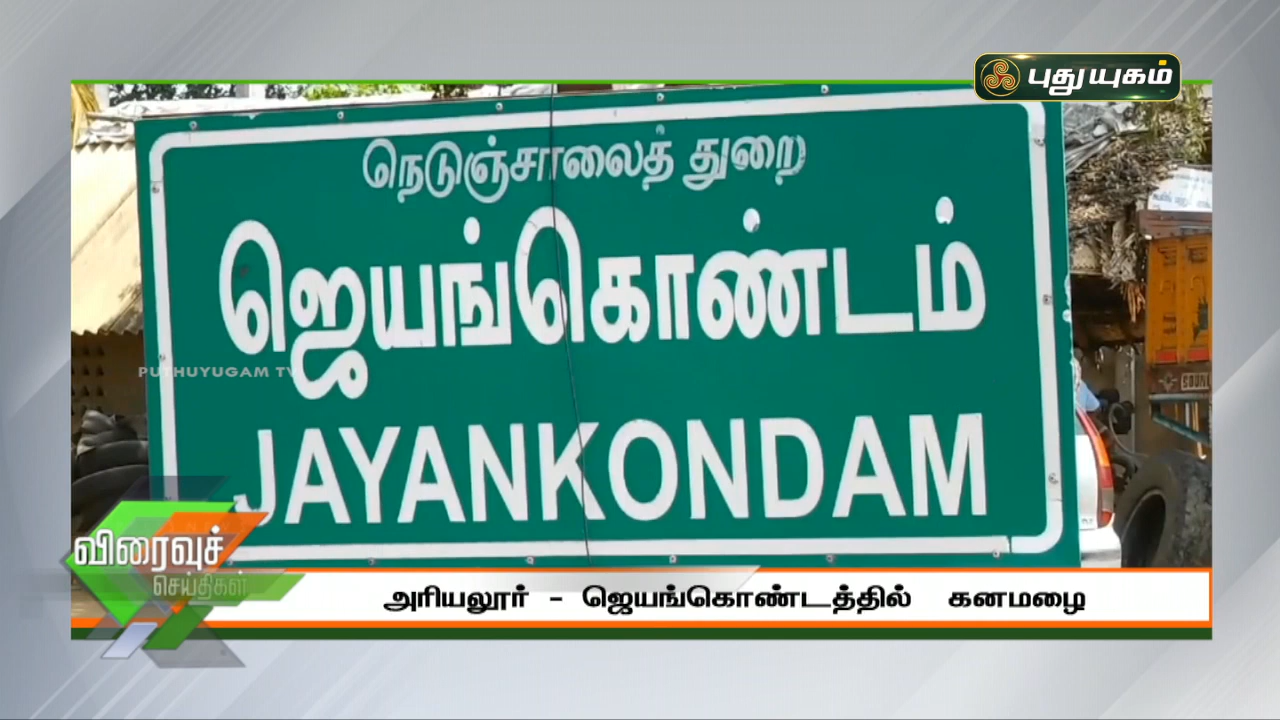 புதுயுகம்
நெடுஞ்சாலைத் துறை
ஜெயங்கொண்டம்
PUTHUYUGAM TV
JAYANKONDAM
விரைவுச்
செய்திகள்
அரியலூர் - ஜெயங்கொண்டத்தில் கனமழை